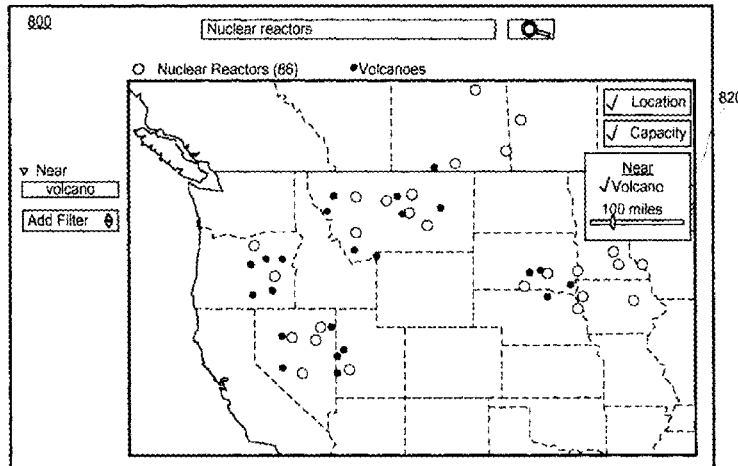 800
Nuclear reactors
Nuclear Reactors (86)
Volcanoes
Location
820
Capacity
Near
volcano
Near
Volcano
100 miles
Add Filter